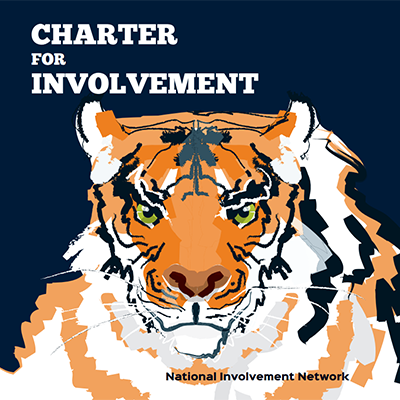 CHARTER
FOR
INVOLVEMENT
National Involvement Network